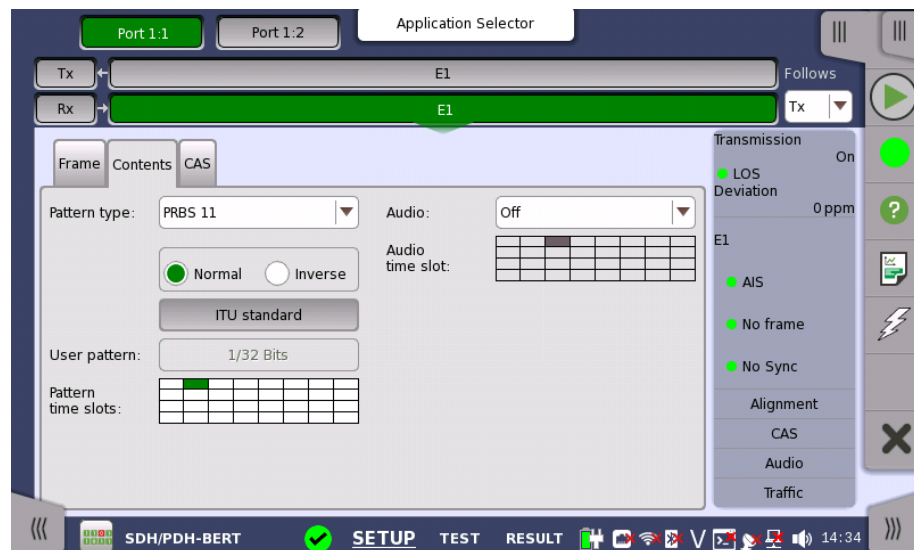 Port 1:1
Port 1:2
Application Selector
Tx
E1
Follows
Rx
E1
Tx
Frame
Contents
CAS
Pattern type:
PRBS 11
Audio:
Off
Normal
Inverse
Audio
time slot:
ITU standard
User pattern:
1/32 Bits
Pattern
time slots:
Transmission
On
LOS
Deviation
0 ppm
E1
AIS
No frame
No Sync
Alignment
CAS
Audio
Traffic
SDH/PDH-BERT
SETUP
TEST
RESULT
14:34